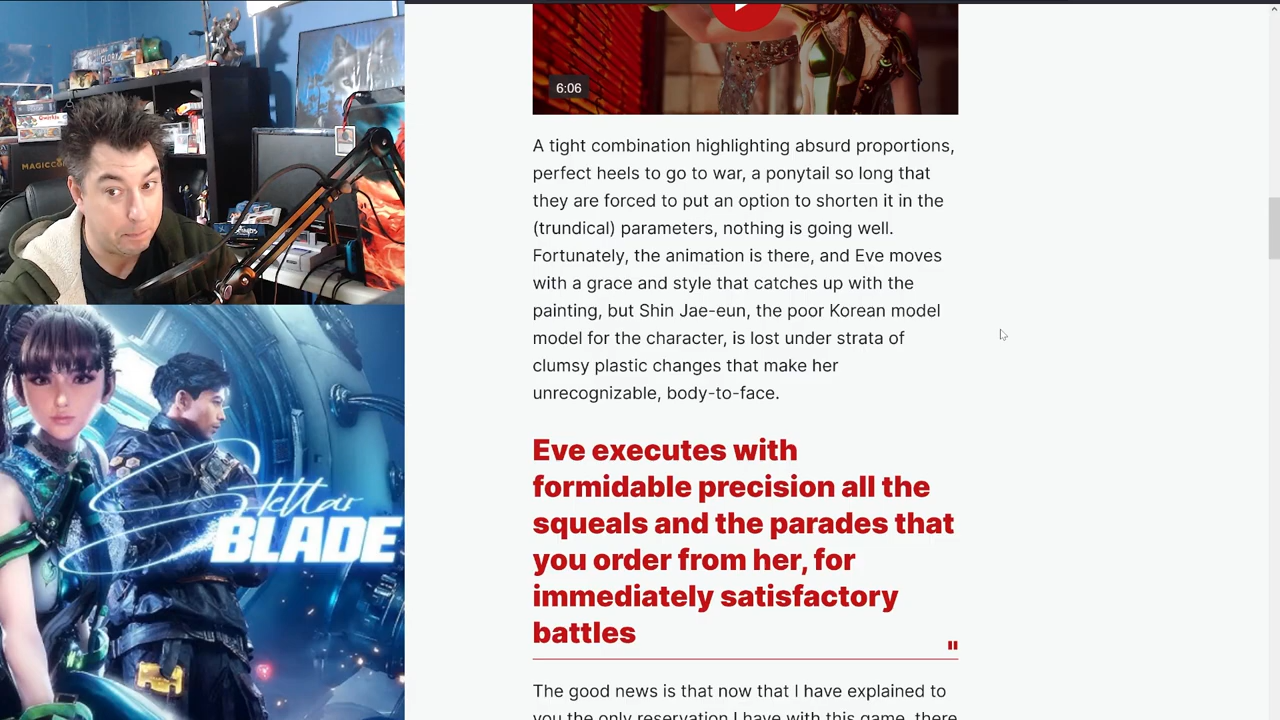 GLORY
Qwirkle
MAGICCON
6:06
A tight combination highlighting absurd proportions,
perfect heels to go to war, a ponytail so long that
they are forced to put an option to shorten it in the
(trundical) parameters, nothing is going well.
Fortunately, the animation is there, and Eve moves
with a grace and style that catches up with the
painting, but Shin Jae-eun, the poor Korean model
model for the character, is lost under strata of
clumsy plastic changes that make her
unrecognizable, body-to-face.
Eve executes with
formidable precision all the
squeals and the parades that
you order from her, for
immediately satisfactory
battles
"
The good news is that now that I have explained to
you the only reservation I have with this game, there
Stellar
BLADE